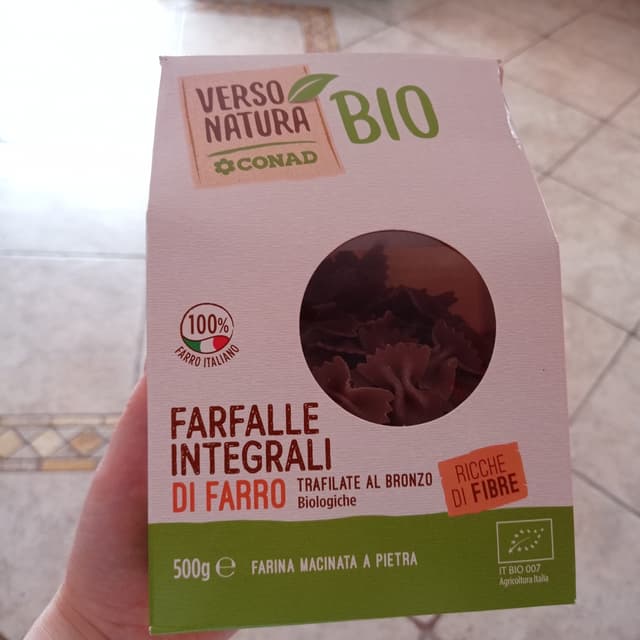 VERSO
NATURA
CONAD
BIO
100%
FARRO ITALIANO
FARFALLE
INTEGRALI
DI FARRO
TRAFILATE AL BRONZO
Biologiche
RICCHE
DI FIBRE
500g ℮ FARINA MACINATA A PIETRA
IT BIO 007
Agricoltura Italia